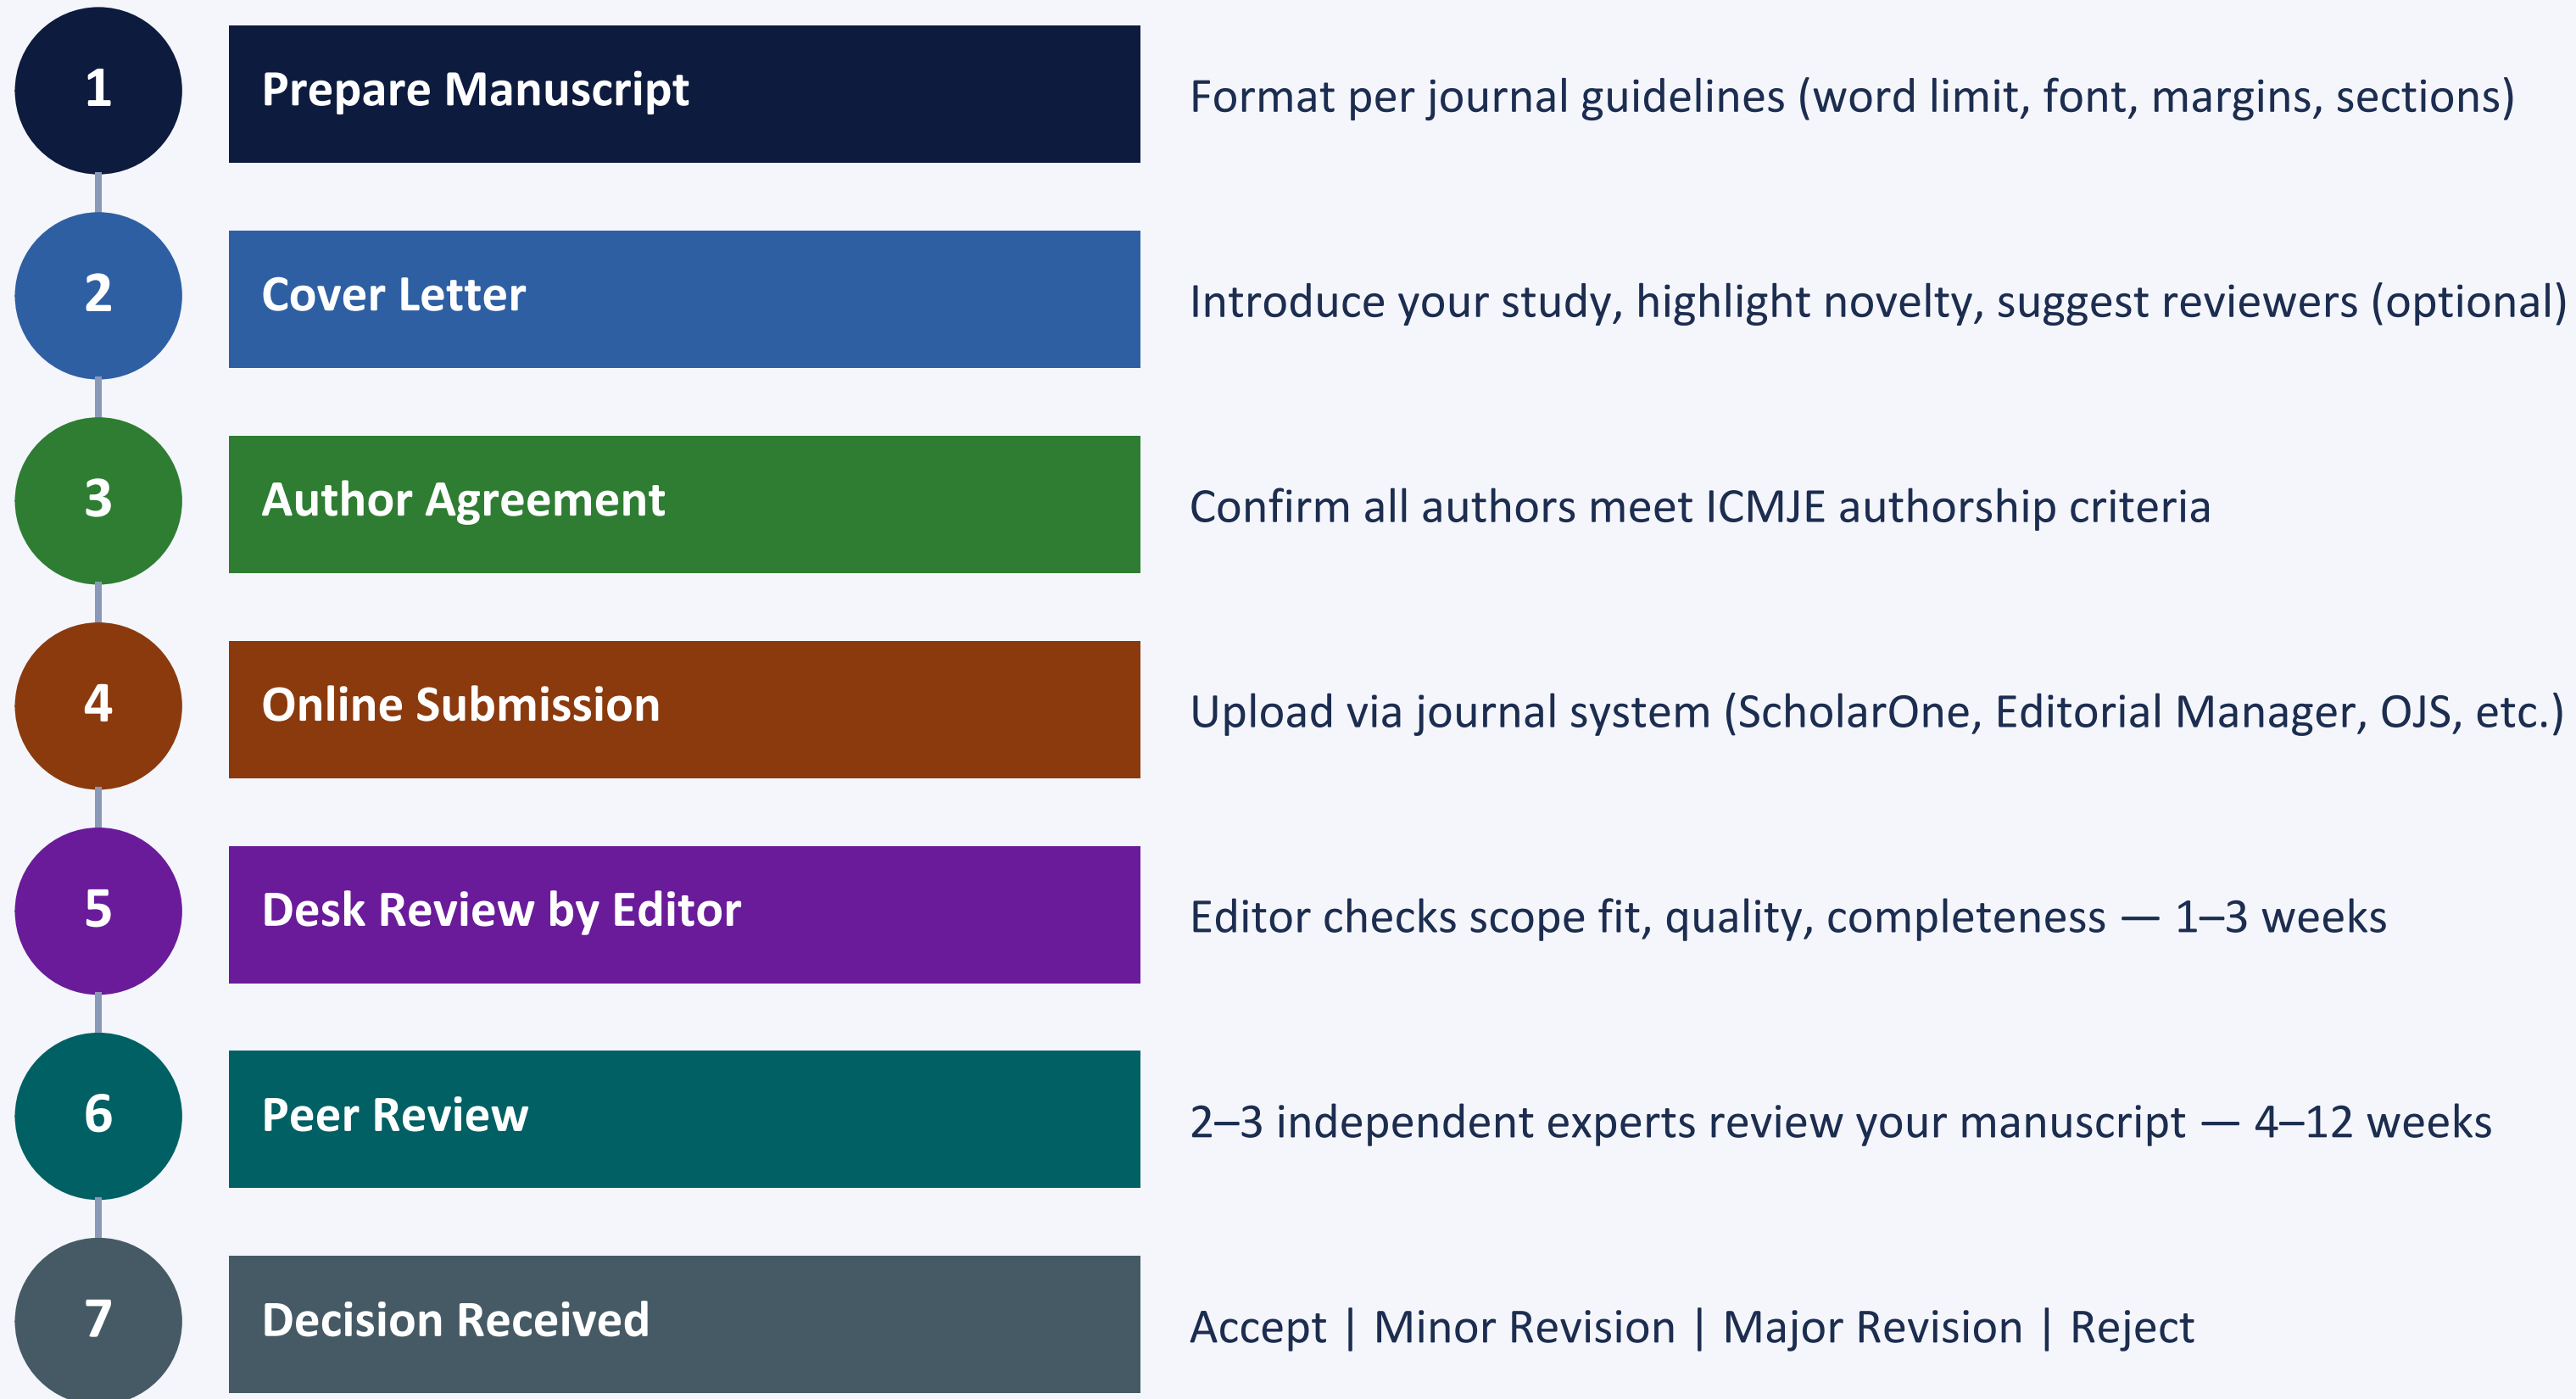 1
Prepare Manuscript
Format per journal guidelines (word limit, font, margins, sections)
2
Cover Letter
Introduce your study, highlight novelty, suggest reviewers (optional)
3
Author Agreement
Confirm all authors meet ICMJE authorship criteria
4
Online Submission
Upload via journal system (ScholarOne, Editorial Manager, OJS, etc.)
5
Desk Review by Editor
Editor checks scope fit, quality, completeness — 1–3 weeks
6
Peer Review
2–3 independent experts review your manuscript — 4–12 weeks
7
Decision Received
Accept | Minor Revision | Major Revision | Reject